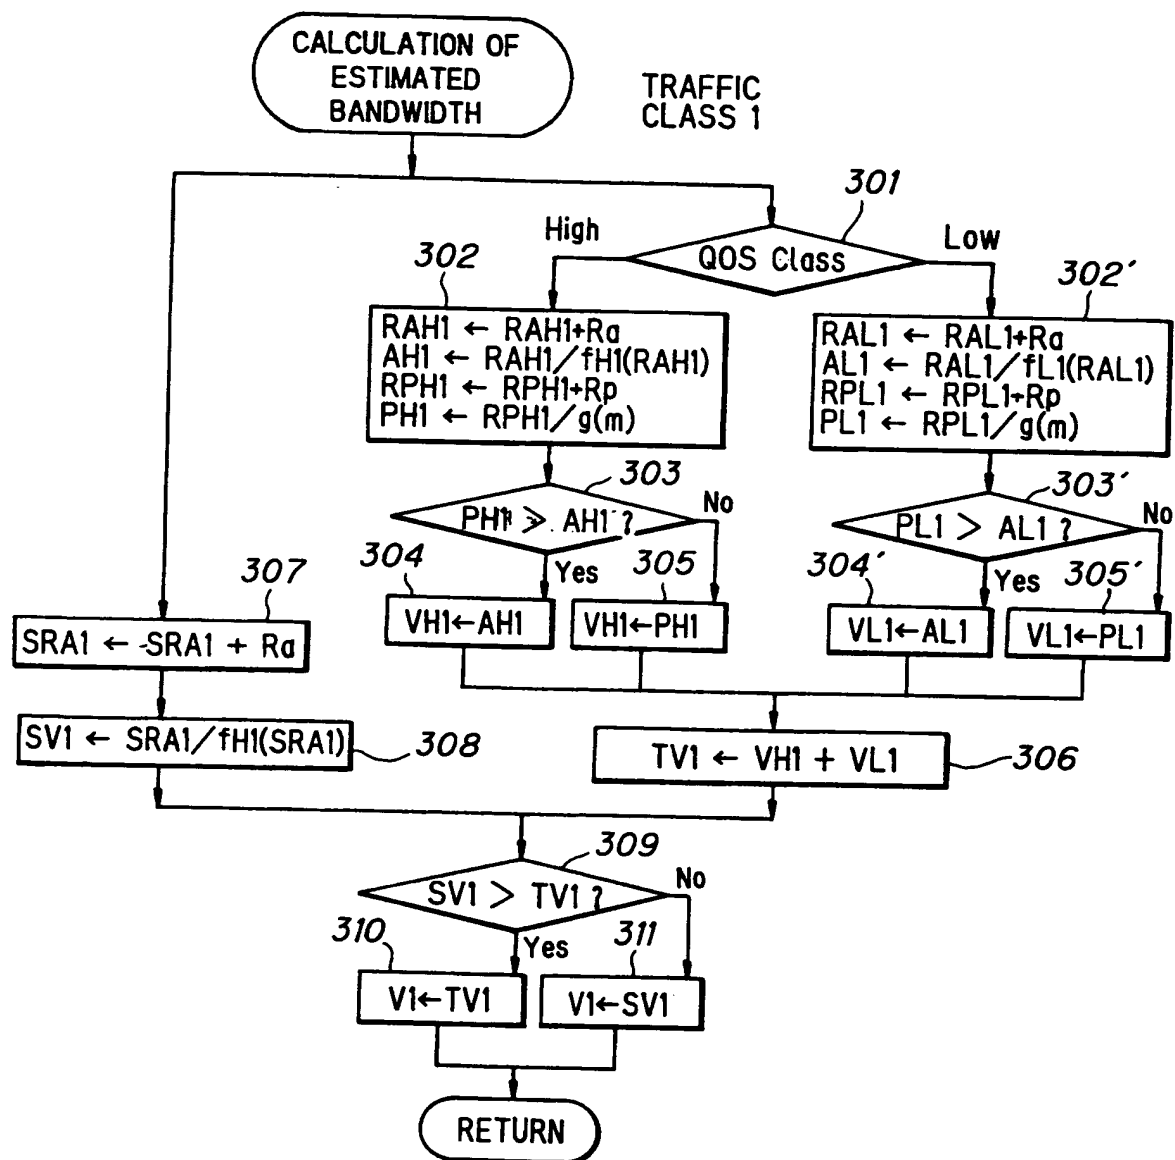 CALCULATION OF
ESTIMATED
BANDWIDTH
TRAFFIC
CLASS 1
301
High
Low
QOS Class
302
302'
RAH1 ← RAH1+Ra
AH1 ← RAH1/fH1(RAH1)
RPH1 ← RPH1+Rp
PH1 ← RPH1/g(m)
RAL1 ← RAL1+Ra
AL1 ← RAL1/fL1(RAL1)
RPL1 ← RPL1+Rp
PL1 ← RPL1/g(m)
303
303'
PH1 > AH1 ?
No
PL1 > AL1 ?
No
304
Yes
305
304'
Yes
305'
307
VH1←AH1
VH1←PH1
VL1←AL1
VL1←PL1
SRA1 ← SRA1 + Ra
SV1 ← SRA1/fH1(SRA1)
308
TV1 ← VH1 + VL1
306
309
SV1 > TV1 ?
No
310
Yes
311
V1←TV1
V1←SV1
RETURN